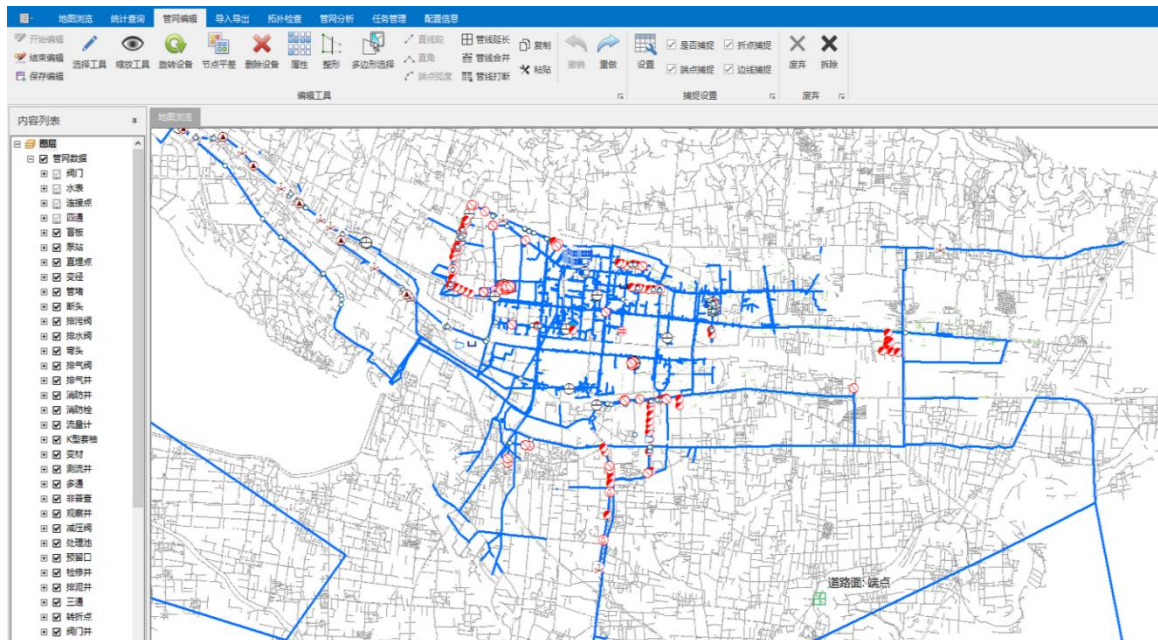 地图浏览 统计查询 管网编辑 导入导出 拓扑检查 管网分析 任务管理 配置信息
开始编辑
结束编辑
保存编辑
选择工具
缩放工具
旋转设备
节点平差
删除设备
属性
整形
多边形选择
直线段
直角
端点弧度
管线延长
管线合并
管线打断
复制
粘贴
撤销
重做
设置
是否捕捉
折点捕捉
端点捕捉
边线捕捉
废弃
拆除
编辑工具 捕捉设置 废弃
内容列表
地图浏览
图层
管网数据
阀门
水表
连接点
四通
盲板
泵站
直埋点
变径
管堵
断头
排污阀
排水阀
弯头
排气阀
排气井
消防井
消防栓
流量计
K型套袖
变材
测流井
多通
非普查
观察井
减压阀
处理池
预留口
检修井
排泥井
三通
转折点
阀门井
道路面: 端点